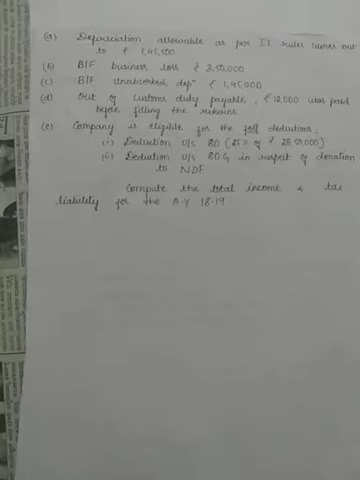 (a) Depreciation allowable as per IT rules works out
to ₹ 1,45,500
(b) B/F business loss ₹ 3,50,000
(c) B/F Unabsorbed depⁿ ₹ 1,45,000
(d) Out of Customs duty payable, ₹ 12,000 was paid
before filling the returns
(e) Company is eligible for the foll deductions,
(i) Deduction U/s 80 (25% of ₹ 28,50,000)
(ii) Deduction U/s 80G in respect of donation
to NDF
Compute the total income & tax
liability for the A.Y 18-19.